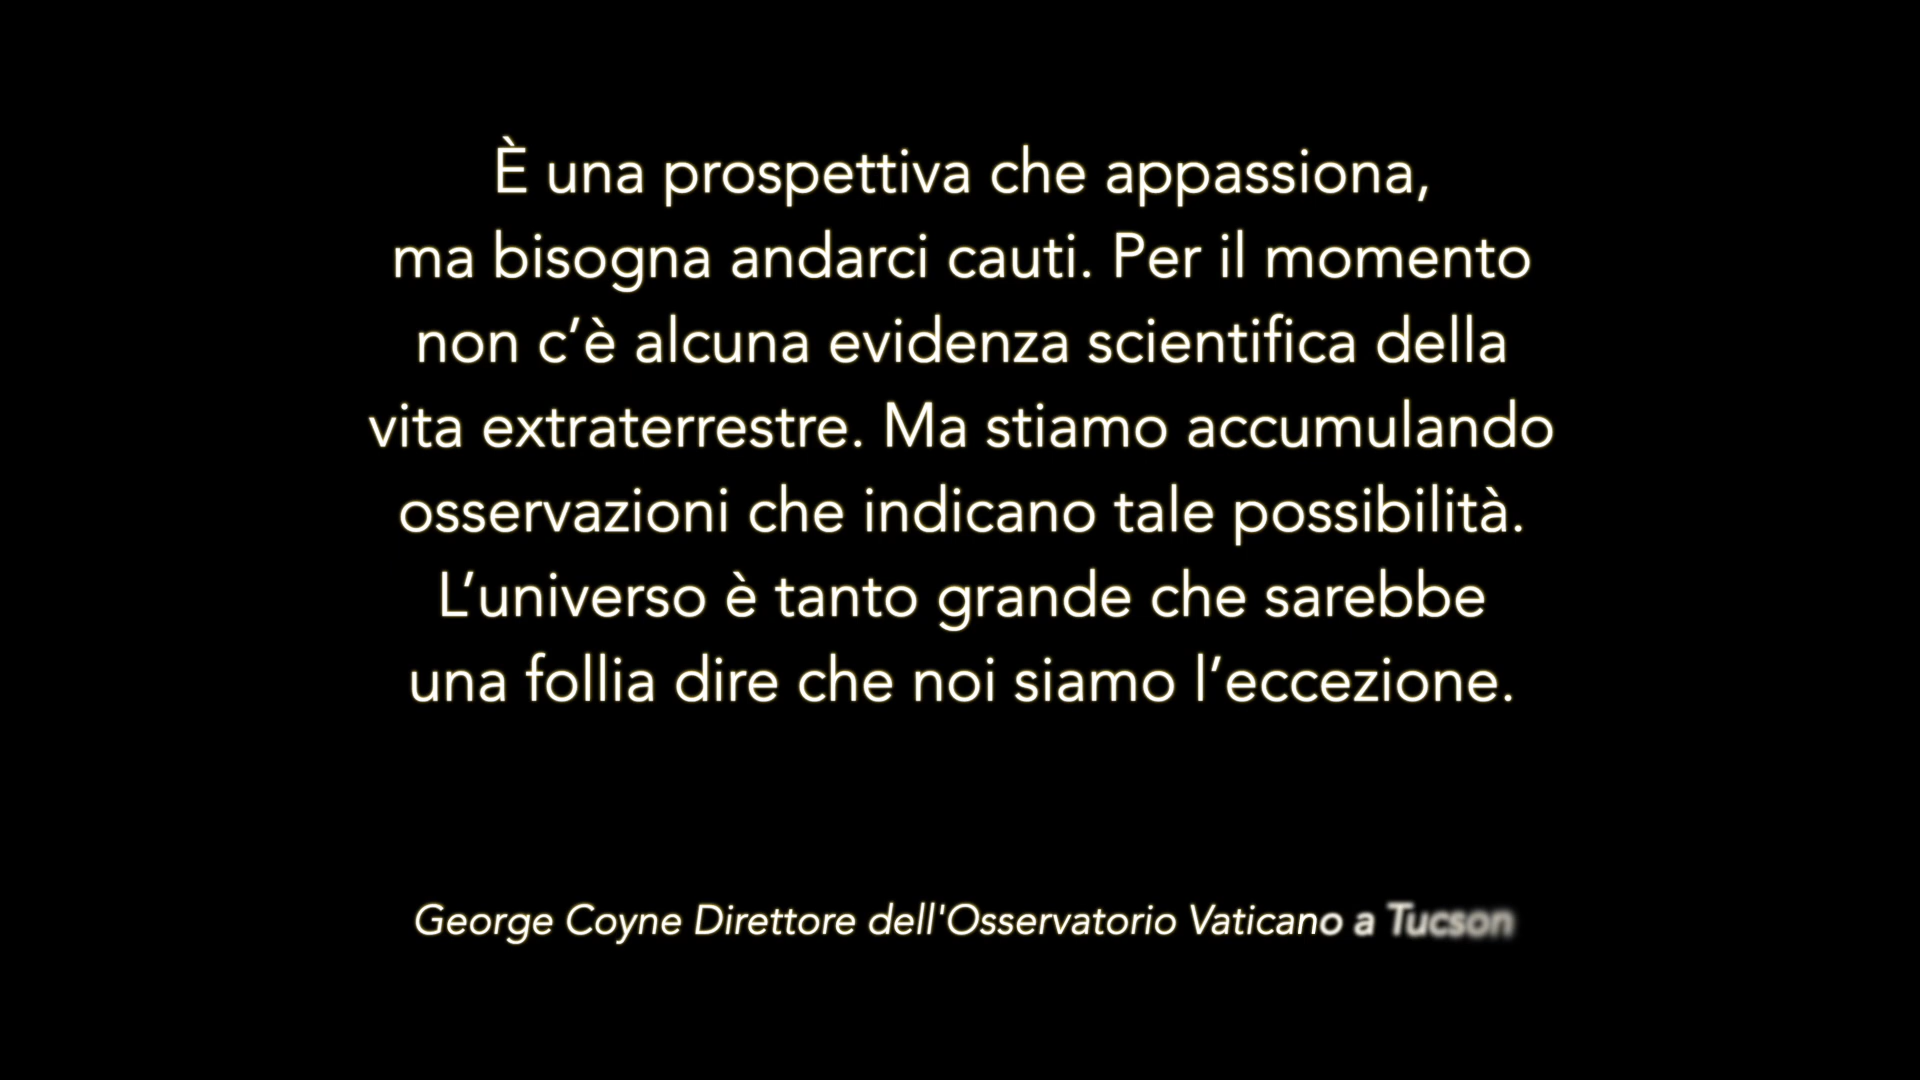 È una prospettiva che appassiona,
ma bisogna andarci cauti. Per il momento
non c’è alcuna evidenza scientifica della
vita extraterrestre. Ma stiamo accumulando
osservazioni che indicano tale possibilità.
L’universo è tanto grande che sarebbe
una follia dire che noi siamo l’eccezione.
George Coyne Direttore dell'Osservatorio Vaticano a Tucson